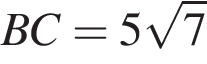 BC = 5√7